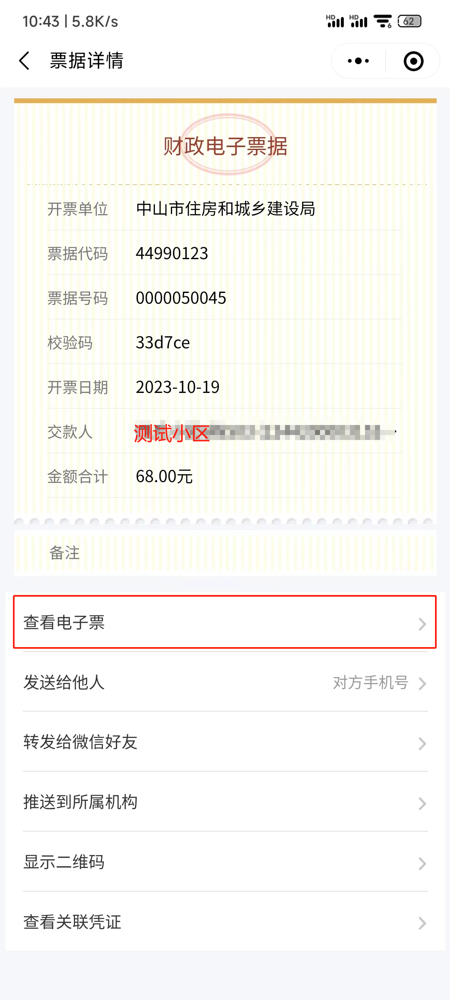 10:43 | 5.8K/s HD HD 6 62
票据详情
财政电子票据
开票单位 中山市住房和城乡建设局
票据代码 44990123
票据号码 0000050045
校验码 33d7ce
开票日期 2023-10-19
交款人 测试小区
金额合计 68.00元
备注
查看电子票
发送给他人 对方手机号
转发给微信好友
推送到所属机构
显示二维码
查看关联凭证